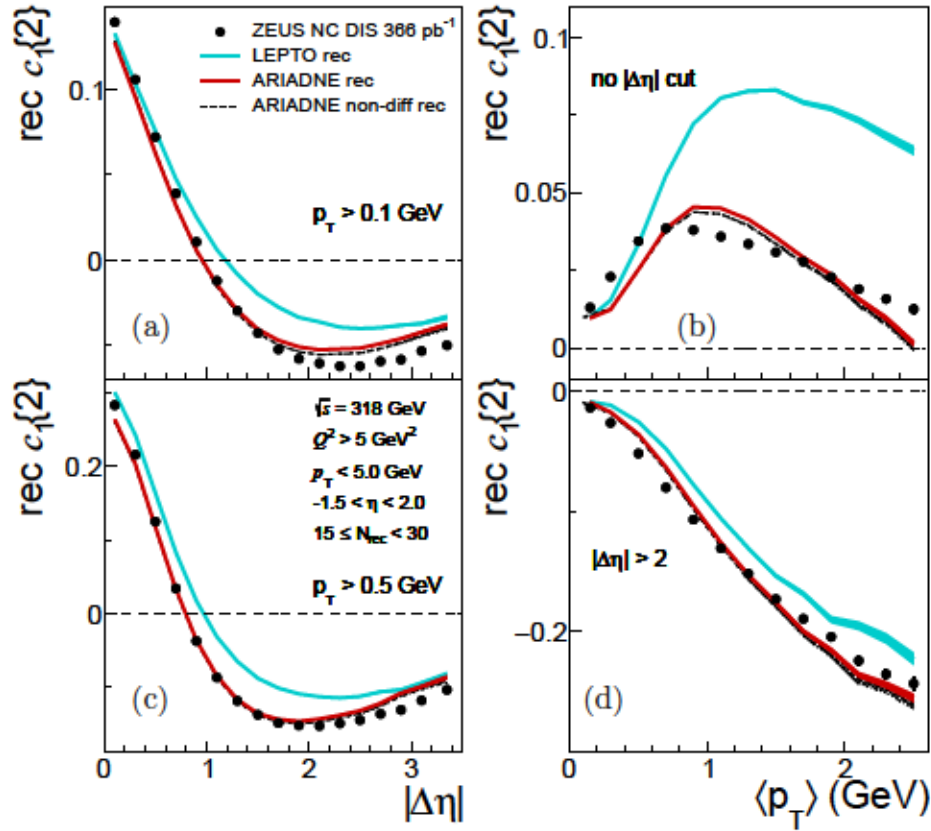 rec c₁{2}
0.1
0
ZEUS NC DIS 366 pb⁻¹
LEPTO rec
ARIADNE rec
ARIADNE non-diff rec
p_T > 0.1 GeV
(a)
rec c₁{2}
0.1
0.05
0
no |Δη| cut
(b)
rec c₁{2}
0.2
0
√s = 318 GeV
Q² > 5 GeV²
p_T < 5.0 GeV
-1.5 < η < 2.0
15 ≤ N_rec < 30
p_T > 0.5 GeV
(c)
0 1 2 3
|Δη|
rec c₁{2}
0
−0.2
|Δη| > 2
(d)
0 1 2
⟨p_T⟩ (GeV)